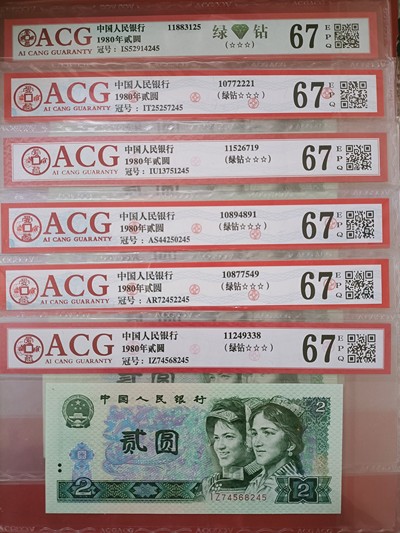 ACG
AI CANG GUARANTY
中国人民银行 11883125
1980年贰圆
冠号：IS52914245
绿 钻
(☆☆☆)
67 EPQ
ACG
AI CANG GUARANTY
中国人民银行 10772221
1980年贰圆 (绿钻☆☆☆)
冠号：IT25257245
67 EPQ
ACG
AI CANG GUARANTY
中国人民银行 11526719
1980年贰圆 (绿钻☆☆☆)
冠号：IU13751245
67 EPQ
ACG
AI CANG GUARANTY
中国人民银行 10894891
1980年贰圆 (绿钻☆☆☆)
冠号：AS44250245
67 EPQ
ACG
AI CANG GUARANTY
中国人民银行 10877549
1980年贰圆 (绿钻☆☆☆)
冠号：AR72452245
67 EPQ
ACG
AI CANG GUARANTY
中国人民银行 11249338
1980年贰圆 (绿钻☆☆☆)
冠号：IZ74568245
67 EPQ
中国人民银行
2
贰圆
2
IZ74568245
2